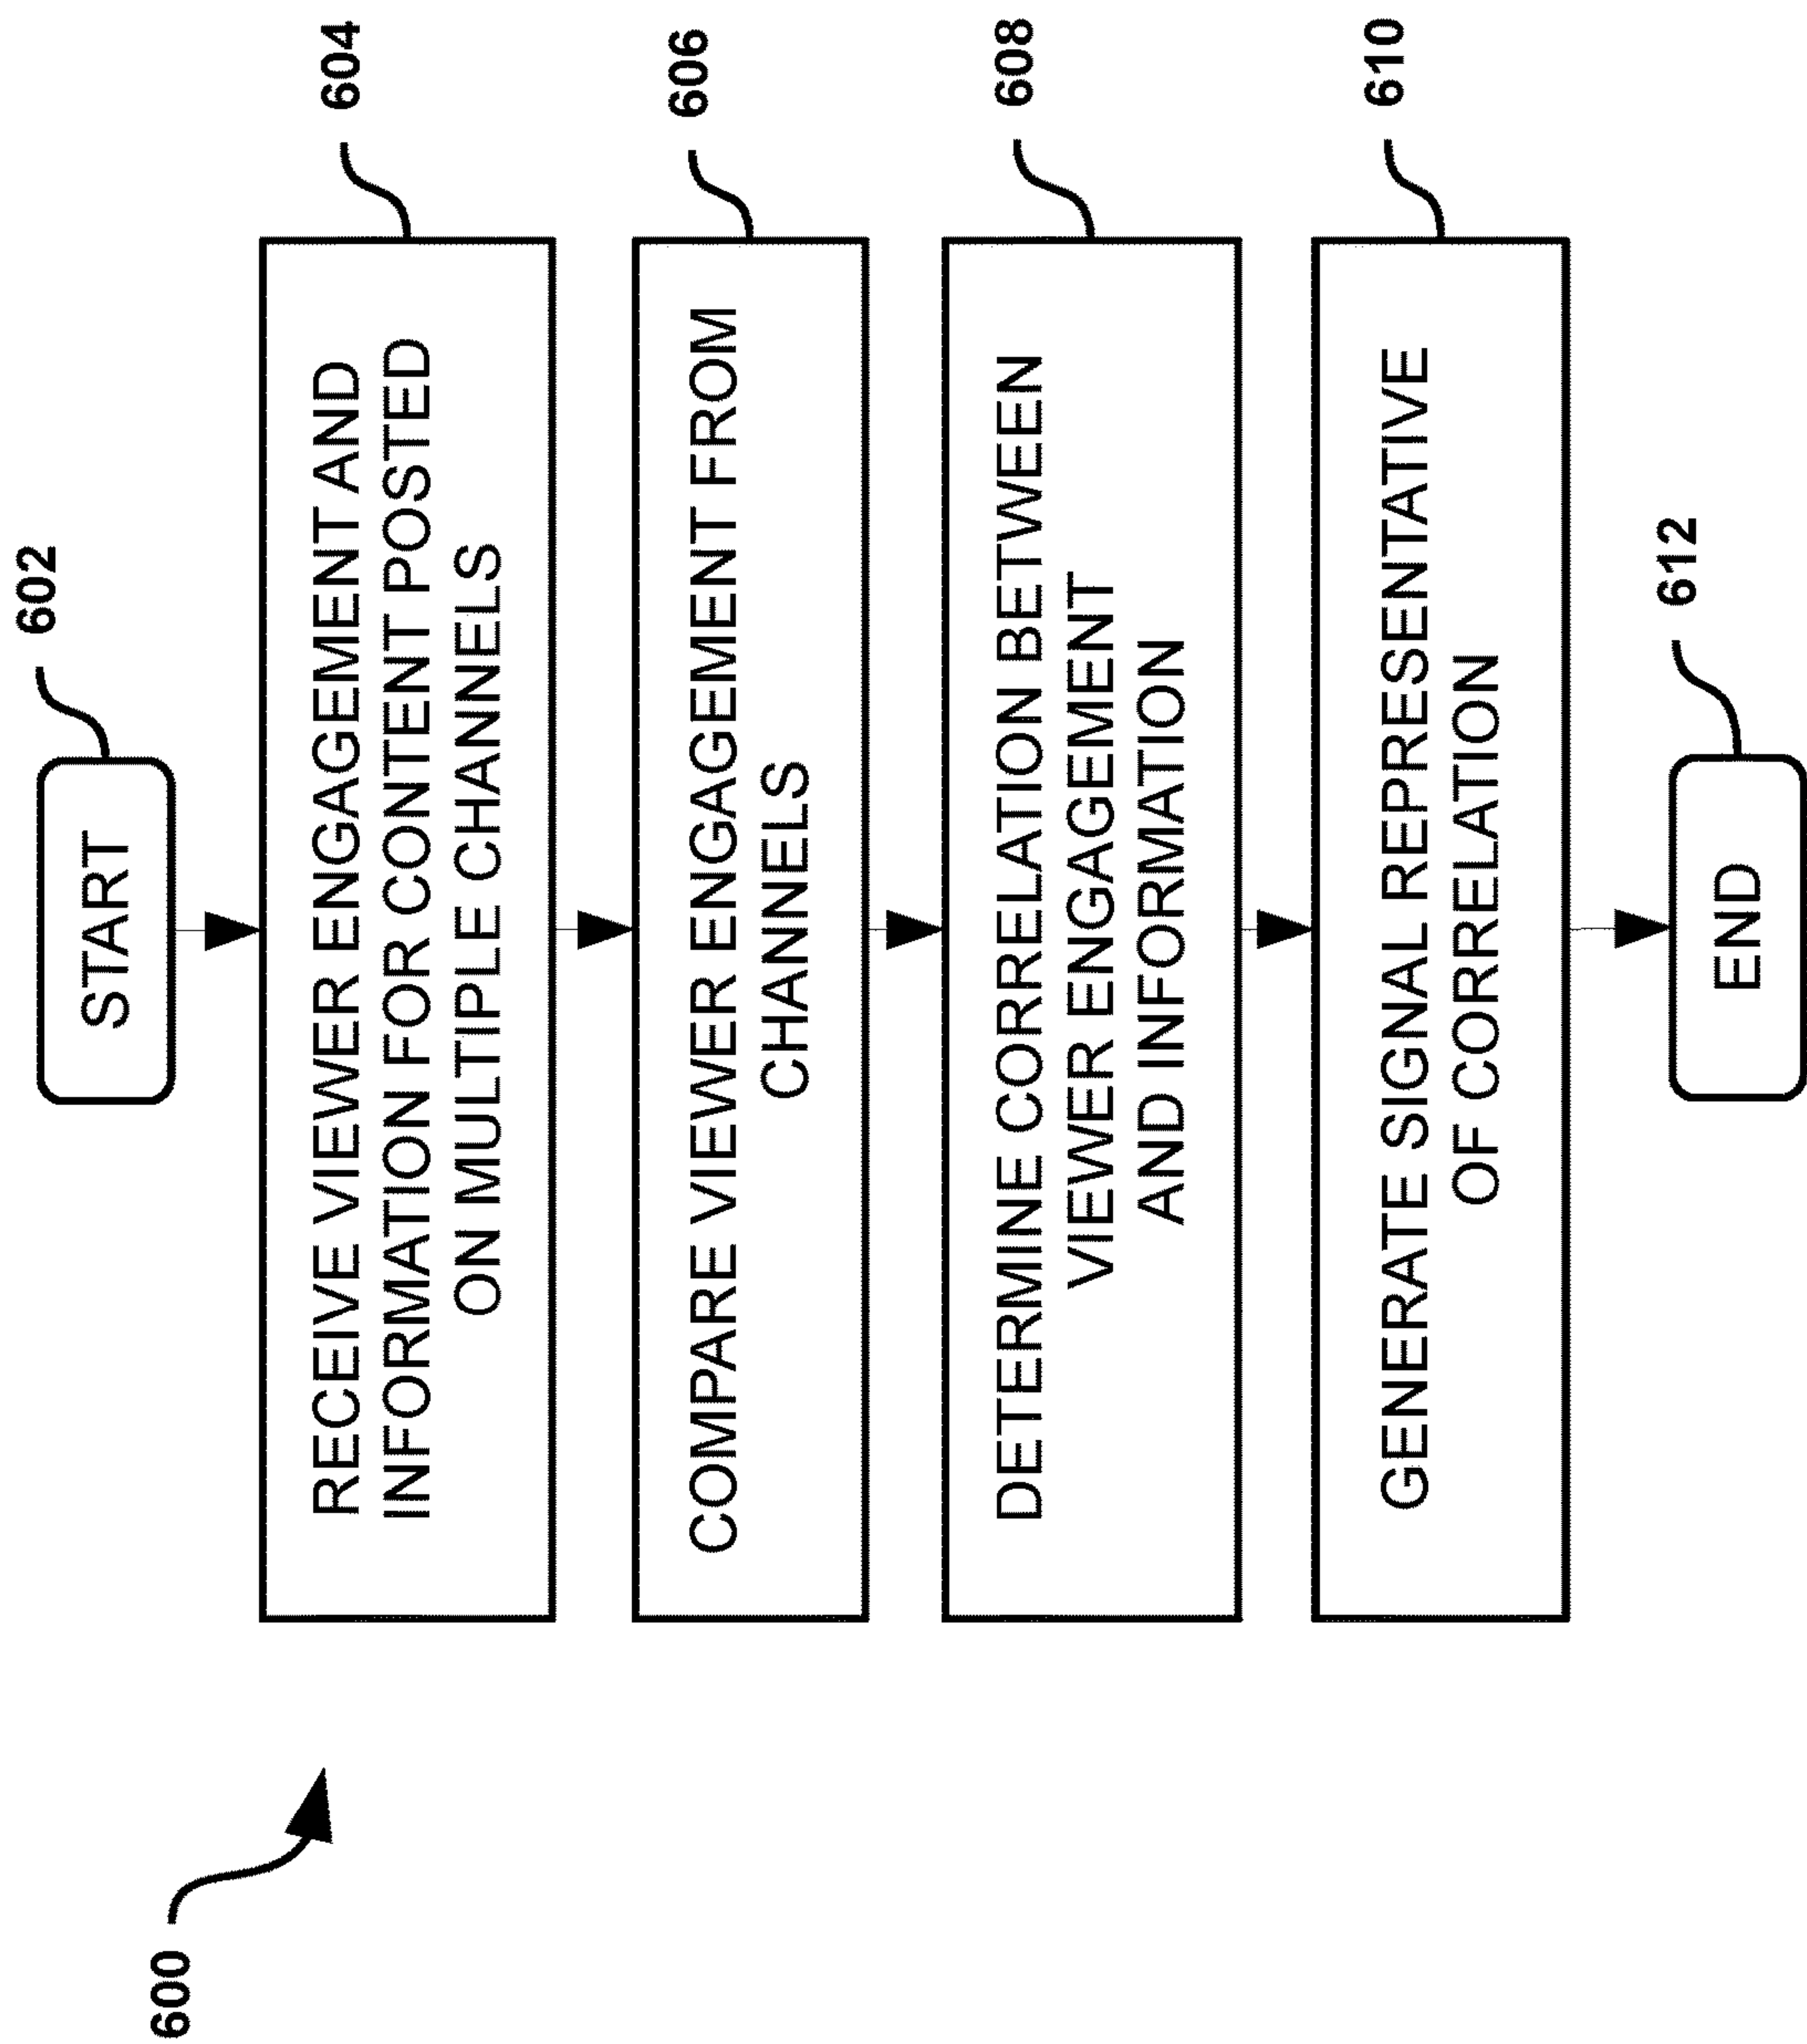 600
START
602
RECEIVE VIEWER ENGAGEMENT AND
INFORMATION FOR CONTENT POSTED
ON MULTIPLE CHANNELS
604
COMPARE VIEWER ENGAGEMENT FROM
CHANNELS
606
DETERMINE CORRELATION BETWEEN
VIEWER ENGAGEMENT
AND INFORMATION
608
GENERATE SIGNAL REPRESENTATIVE
OF CORRELATION
610
END
612